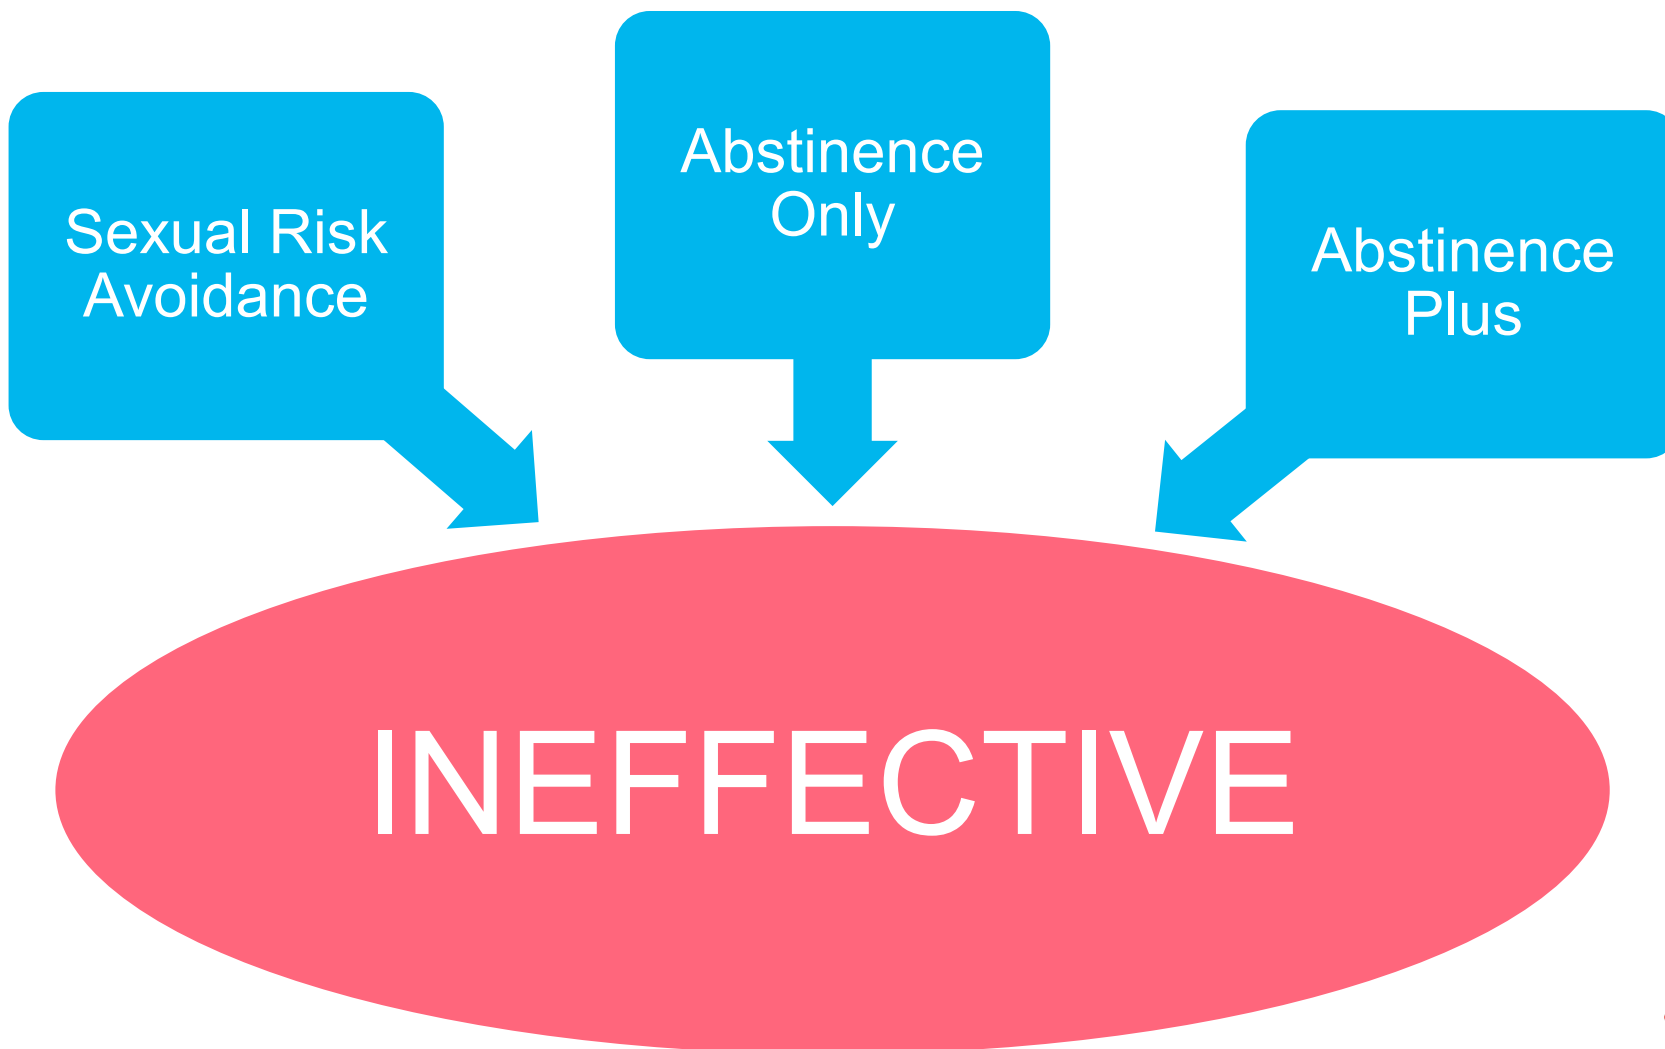 Sexual Risk
Avoidance
Abstinence
Only
Abstinence
Plus
INEFFECTIVE